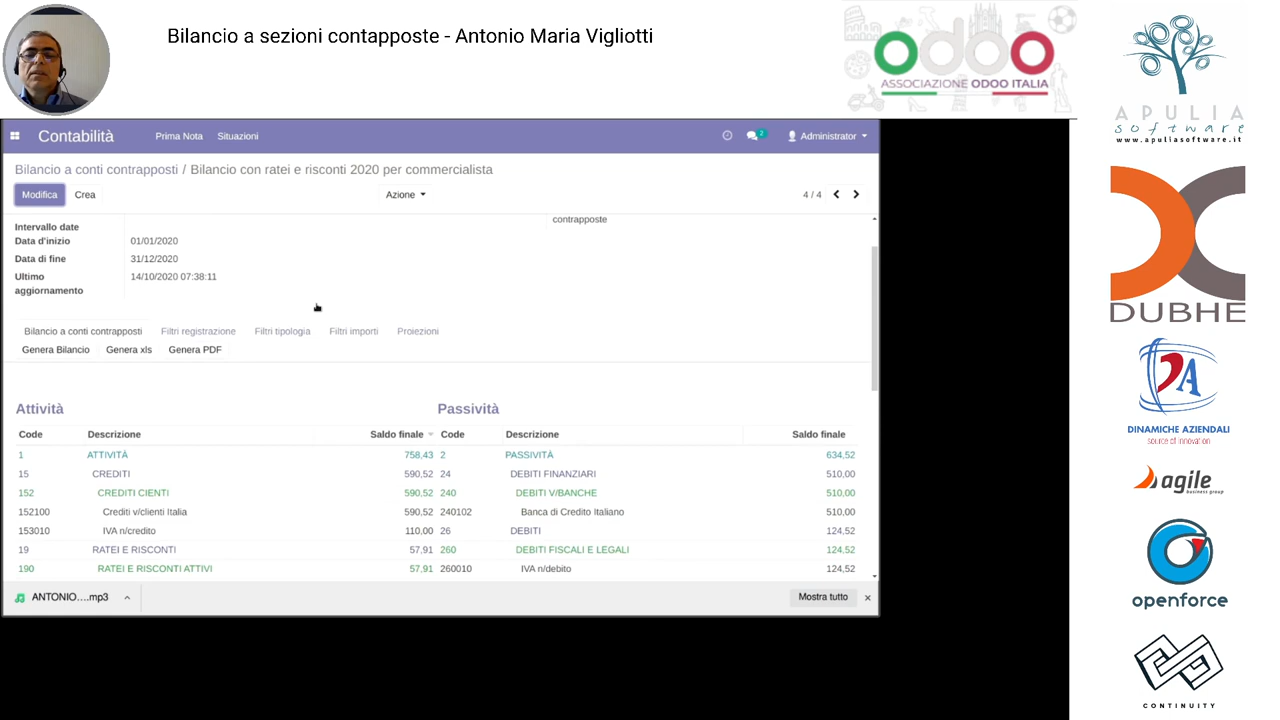 Bilancio a sezioni contapposte - Antonio Maria Vigliotti
odoo
ASSOCIAZIONE ODOO ITALIA
APULIA
software
www.apuliasoftware.it
DUBHE
DINAMICHE AZIENDALI
source of innovation
agile
business group
openforce
CONTINUITY
Contabilità Prima Nota Situazioni 2 Administrator
Bilancio a conti contrapposti / Bilancio con ratei e risconti 2020 per commercialista
Modifica Crea Azione 4 / 4
contrapposte
Intervallo date
Data d'inizio 01/01/2020
Data di fine 31/12/2020
Ultimo 14/10/2020 07:38:11
aggiornamento
Bilancio a conti contrapposti Filtri registrazione Filtri tipologia Filtri importi Proiezioni
Genera Bilancio Genera xls Genera PDF
Attività Passività
Code Descrizione Saldo finale Code Descrizione Saldo finale
1 ATTIVITÀ 758,43 2 PASSIVITÀ 634,52
15 CREDITI 590,52 24 DEBITI FINANZIARI 510,00
152 CREDITI CIENTI 590,52 240 DEBITI V/BANCHE 510,00
152100 Crediti v/clienti Italia 590,52 240102 Banca di Credito Italiano 510,00
153010 IVA n/credito 110,00 26 DEBITI 124,52
19 RATEI E RISCONTI 57,91 260 DEBITI FISCALI E LEGALI 124,52
190 RATEI E RISCONTI ATTIVI 57,91 260010 IVA n/debito 124,52
ANTONIO....mp3 Mostra tutto